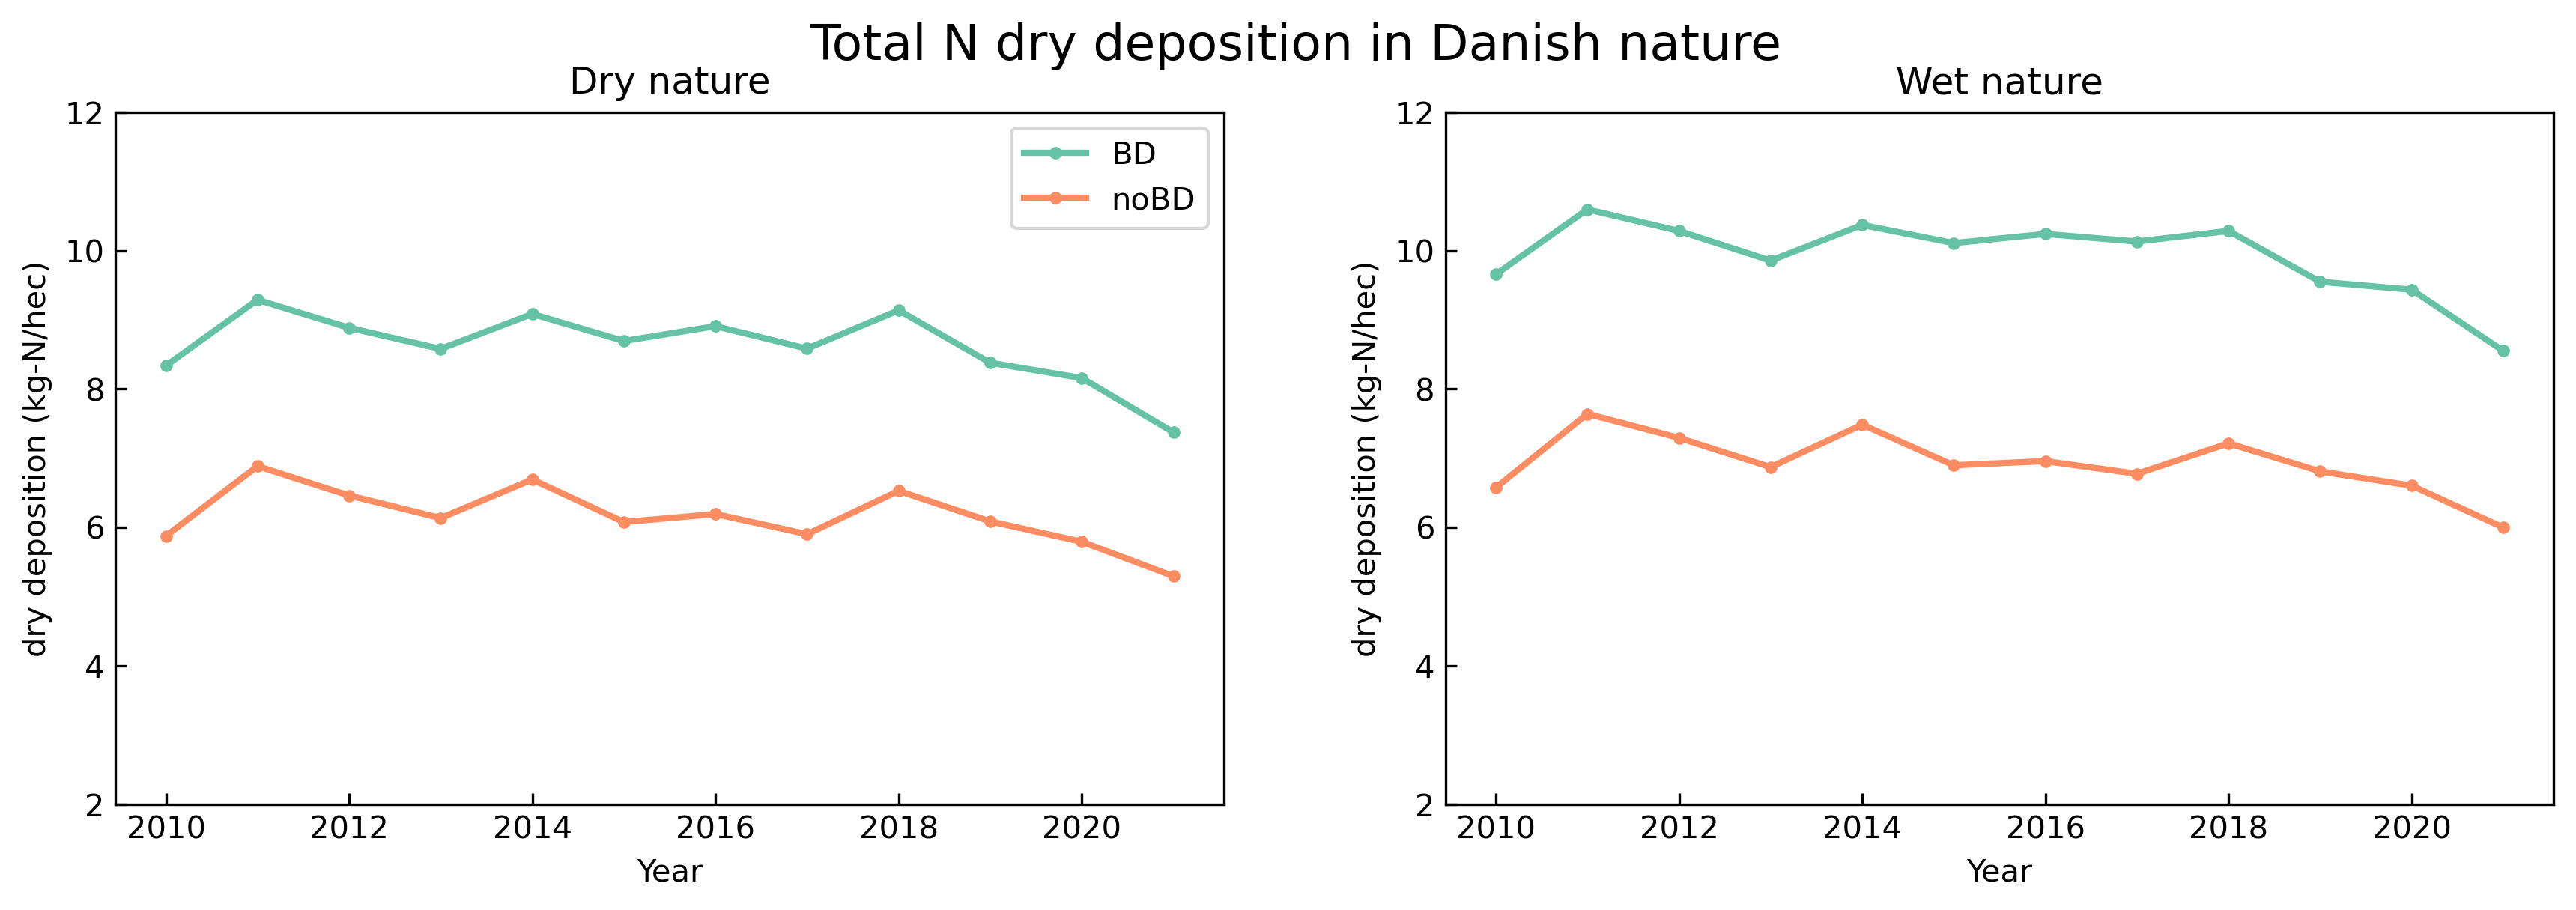 Total N dry deposition in Danish nature
Dry nature
12
10
8
6
4
2
dry deposition (kg-N/hec)
BD
noBD
2010 2012 2014 2016 2018 2020
Year
Wet nature
12
10
8
6
4
2
dry deposition (kg-N/hec)
2010 2012 2014 2016 2018 2020
Year